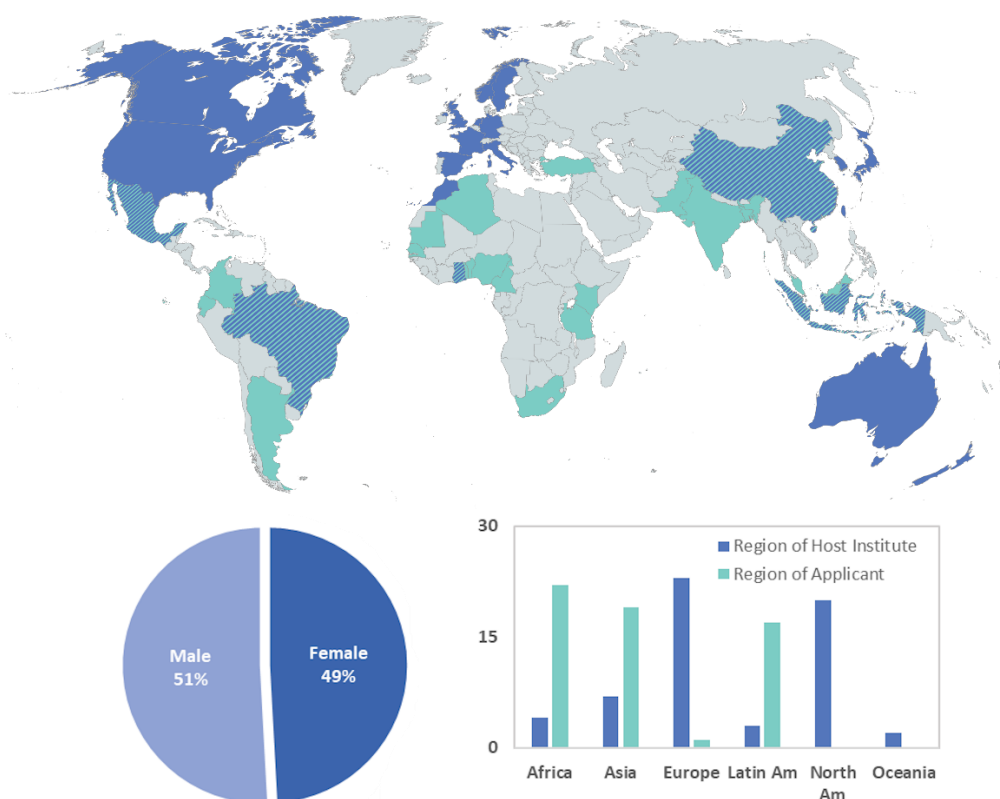 Male
51%
Female
49%
30
15
0
Region of Host Institute
Region of Applicant
Africa
Asia
Europe
Latin Am
North
Am
Oceania